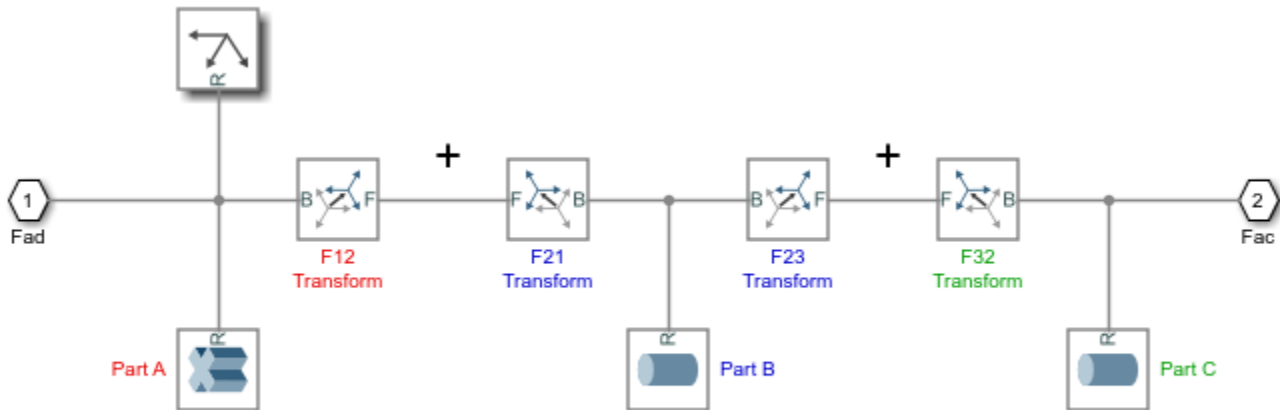 R
+
+
1
B
F
F
B
B
F
F
B
2
Fad
Fac
F12
Transform
F21
Transform
F23
Transform
F32
Transform
R
R
R
Part A
Part B
Part C